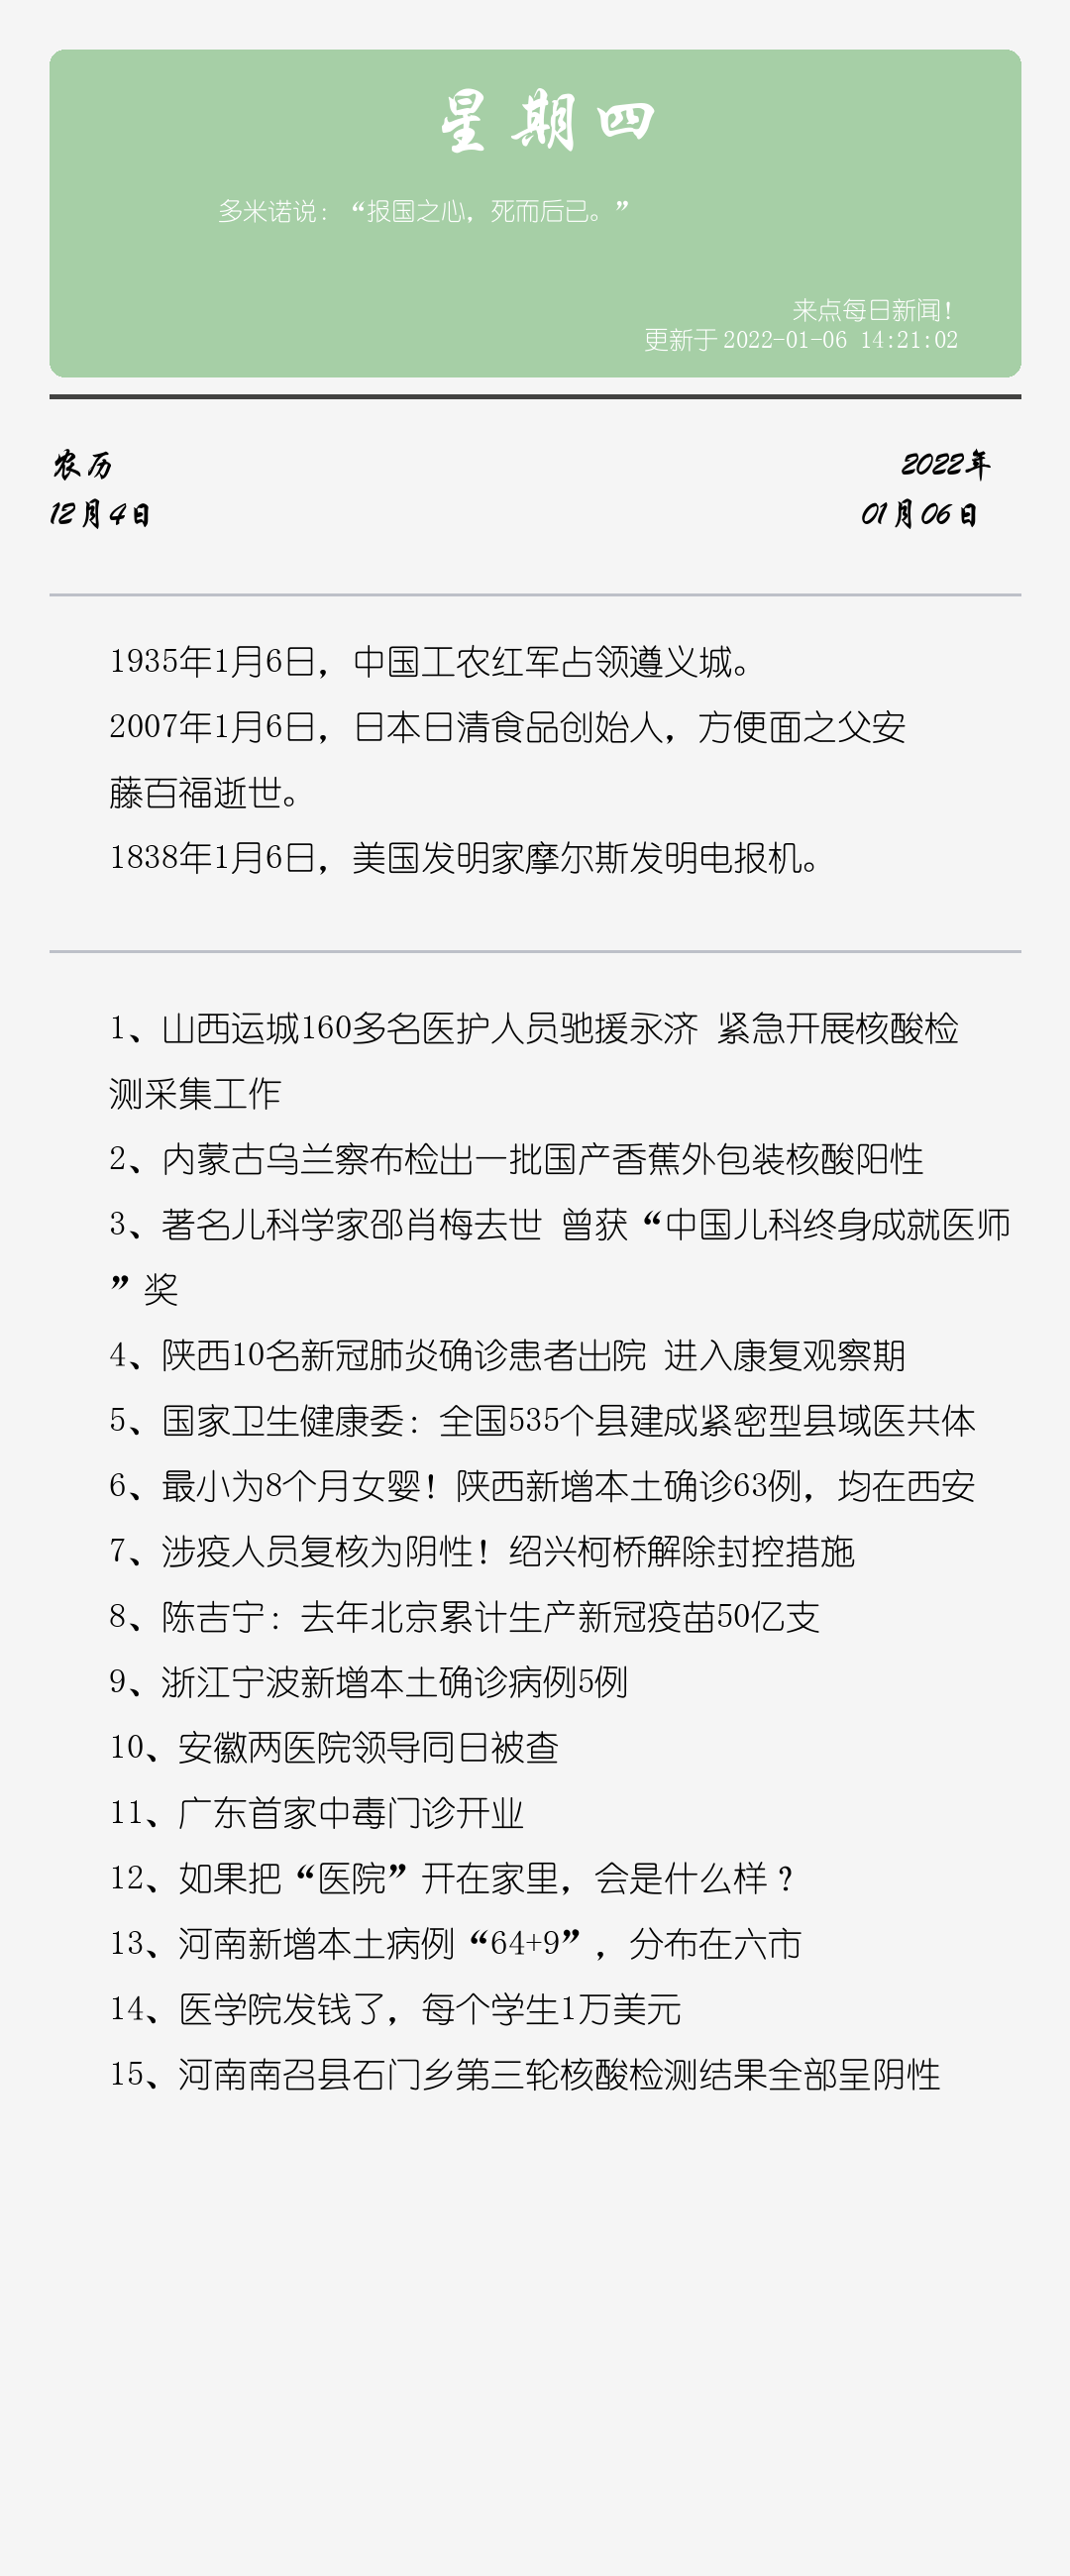 星期四
多米诺说：“报国之心，死而后已。”
来点每日新闻！
更新于 2022-01-06 14:21:02
农历
2022年
12月4日
01月06日
1935年1月6日，中国工农红军占领遵义城。
2007年1月6日，日本日清食品创始人，方便面之父安
藤百福逝世。
1838年1月6日，美国发明家摩尔斯发明电报机。
1、山西运城160多名医护人员驰援永济 紧急开展核酸检
测采集工作
2、内蒙古乌兰察布检出一批国产香蕉外包装核酸阳性
3、著名儿科学家邵肖梅去世 曾获“中国儿科终身成就医师
”奖
4、陕西10名新冠肺炎确诊患者出院 进入康复观察期
5、国家卫生健康委：全国535个县建成紧密型县域医共体
6、最小为8个月女婴！陕西新增本土确诊63例，均在西安
7、涉疫人员复核为阴性！绍兴柯桥解除封控措施
8、陈吉宁：去年北京累计生产新冠疫苗50亿支
9、浙江宁波新增本土确诊病例5例
10、安徽两医院领导同日被查
11、广东首家中毒门诊开业
12、如果把“医院”开在家里，会是什么样？
13、河南新增本土病例“64+9”，分布在六市
14、医学院发钱了，每个学生1万美元
15、河南南召县石门乡第三轮核酸检测结果全部呈阴性